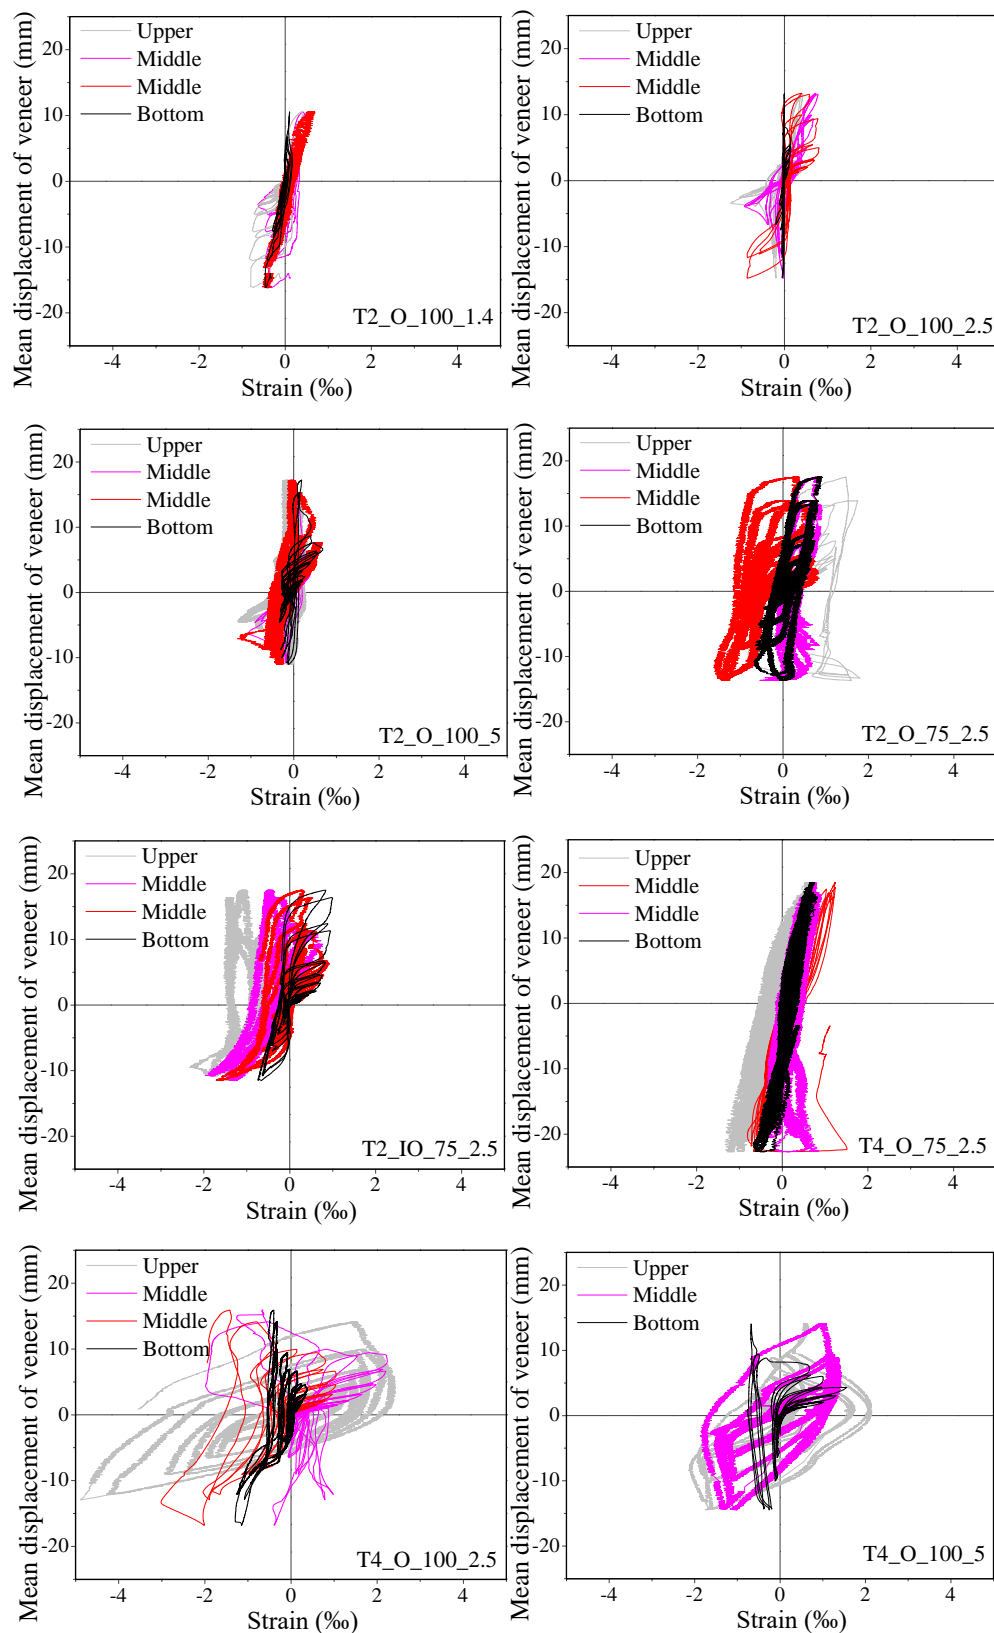 Mean displacement of veneer (mm)
Upper
Middle
Middle
Bottom
20
10
0
-10
-20
T2_O_100_1.4
-4 -2 0 2 4
Strain (‰)
Mean displacement of veneer (mm)
Upper
Middle
Middle
Bottom
20
10
0
-10
-20
T2_O_100_2.5
-4 -2 0 2 4
Strain (‰)
Mean displacement of veneer (mm)
Upper
Middle
Middle
Bottom
20
10
0
-10
-20
T2_O_100_5
-4 -2 0 2 4
Strain (‰)
Mean displacement of veneer (mm)
Upper
Middle
Middle
Bottom
20
10
0
-10
-20
T2_O_75_2.5
-4 -2 0 2 4
Strain (‰)
Mean displacement of veneer (mm)
Upper
Middle
Middle
Bottom
20
10
0
-10
-20
T2_IO_75_2.5
-4 -2 0 2 4
Strain (‰)
Mean displacement of veneer (mm)
Upper
Middle
Middle
Bottom
20
10
0
-10
-20
T4_O_75_2.5
-4 -2 0 2 4
Strain (‰)
Mean displacement of veneer (mm)
Upper
Middle
Middle
Bottom
20
10
0
-10
-20
T4_O_100_2.5
-4 -2 0 2 4
Strain (‰)
Mean displacement of veneer (mm)
Upper
Middle
Bottom
20
10
0
-10
-20
T4_O_100_5
-4 -2 0 2 4
Strain (‰)